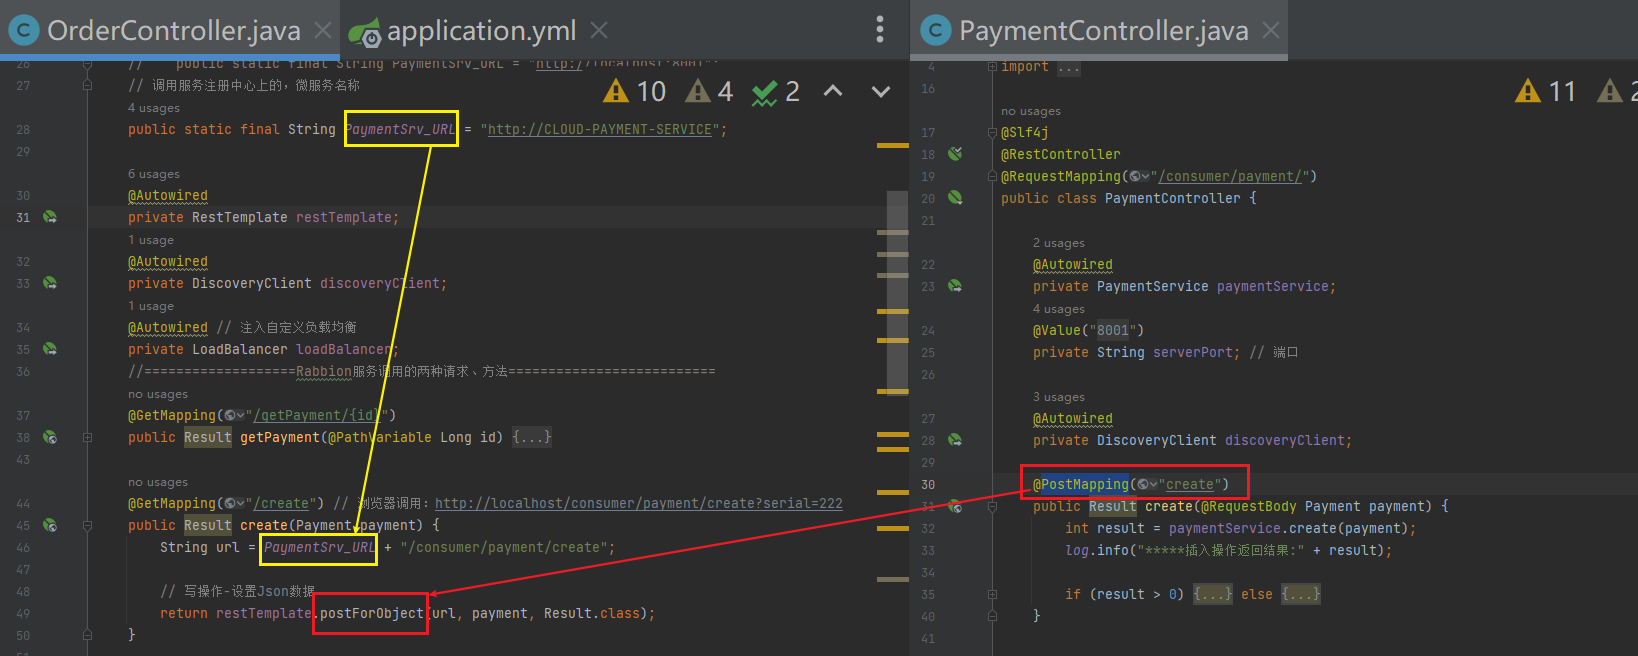 OrderController.java
application.yml
26 // public static final String PaymentSrv_URL = "http://localhost:8001";
27 // 调用服务注册中心上的，微服务名称
10 4 2
4 usages
28 public static final String PaymentSrv_URL = "http://CLOUD-PAYMENT-SERVICE";
29
6 usages
30 @Autowired
31 private RestTemplate restTemplate;
1 usage
32 @Autowired
33 private DiscoveryClient discoveryClient;
1 usage
34 @Autowired // 注入自定义负载均衡
35 private LoadBalancer loadBalancer;
36 //===================Rabbion服务调用的两种请求、方法==========================
no usages
37 @GetMapping("/getPayment/{id}")
38 public Result getPayment(@PathVariable Long id) {...}
43
no usages
44 @GetMapping("/create") // 浏览器调用：http://localhost/consumer/payment/create?serial=222
45 public Result create(Payment payment) {
46 String url = PaymentSrv_URL + "/consumer/payment/create";
47
48 // 写操作-设置Json数据
49 return restTemplate.postForObject(url, payment, Result.class);
50 }
51
PaymentController.java
4 import ...
16
11 2
no usages
17 @Slf4j
18 @RestController
19 @RequestMapping("/consumer/payment/")
20 public class PaymentController {
21
2 usages
22 @Autowired
23 private PaymentService paymentService;
4 usages
24 @Value("8001")
25 private String serverPort; // 端口
26
3 usages
27 @Autowired
28 private DiscoveryClient discoveryClient;
29
30 @PostMapping("create")
31 public Result create(@RequestBody Payment payment) {
32 int result = paymentService.create(payment);
33 log.info("*****插入操作返回结果:" + result);
34
35 if (result > 0) {...} else {...}
40 }
41